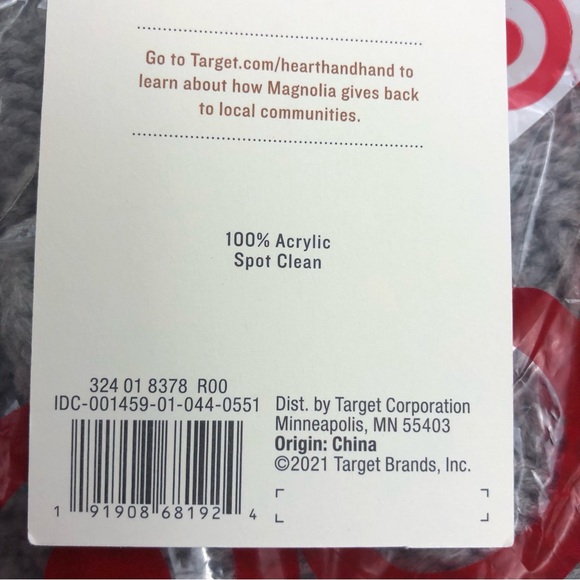 Go to Target.com/hearthandhand to
learn about how Magnolia gives back
to local communities.
100% Acrylic
Spot Clean
324 01 8378 R00
IDC-001459-01-044-0551
1 91908 68192 4
Dist. by Target Corporation
Minneapolis, MN 55403
Origin: China
©2021 Target Brands, Inc.